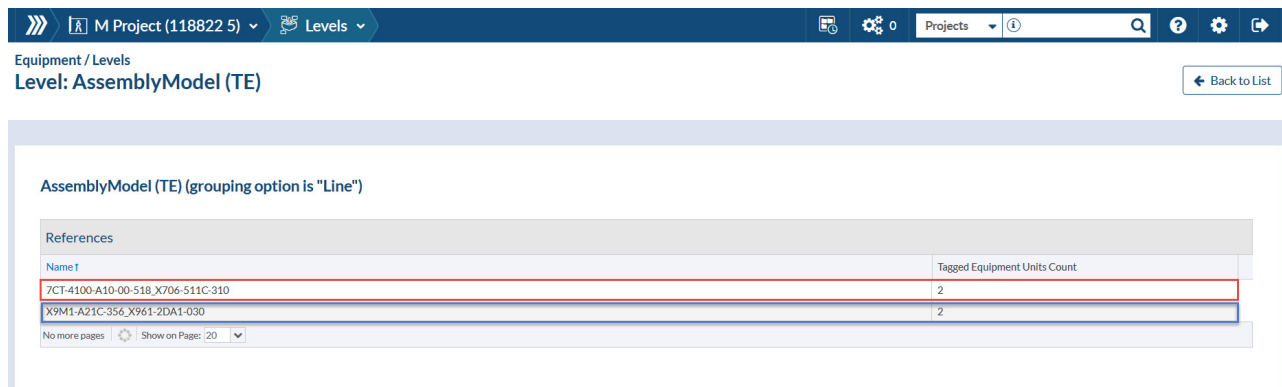 M Project (118822 5) Levels 0 Projects
Equipment / Levels
Level: AssemblyModel (TE)
Back to List
AssemblyModel (TE) (grouping option is "Line")
References
Name↑ Tagged Equipment Units Count
7CT-4100-A10-00-518_X706-511C-310 2
X9M1-A21C-356_X961-2DA1-030 2
No more pages Show on Page: 20